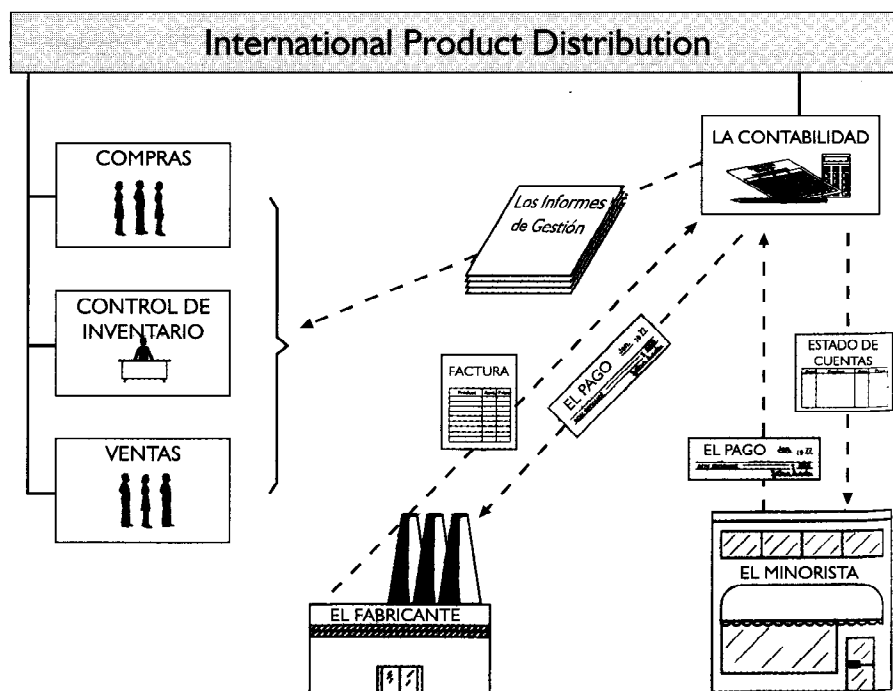 International Product Distribution
COMPRAS
CONTROL DE
INVENTARIO
VENTAS
Los Informes
de Gestión
LA CONTABILIDAD
FACTURA
EL PAGO
ESTADO DE
CUENTAS
EL PAGO
EL FABRICANTE
EL MINORISTA